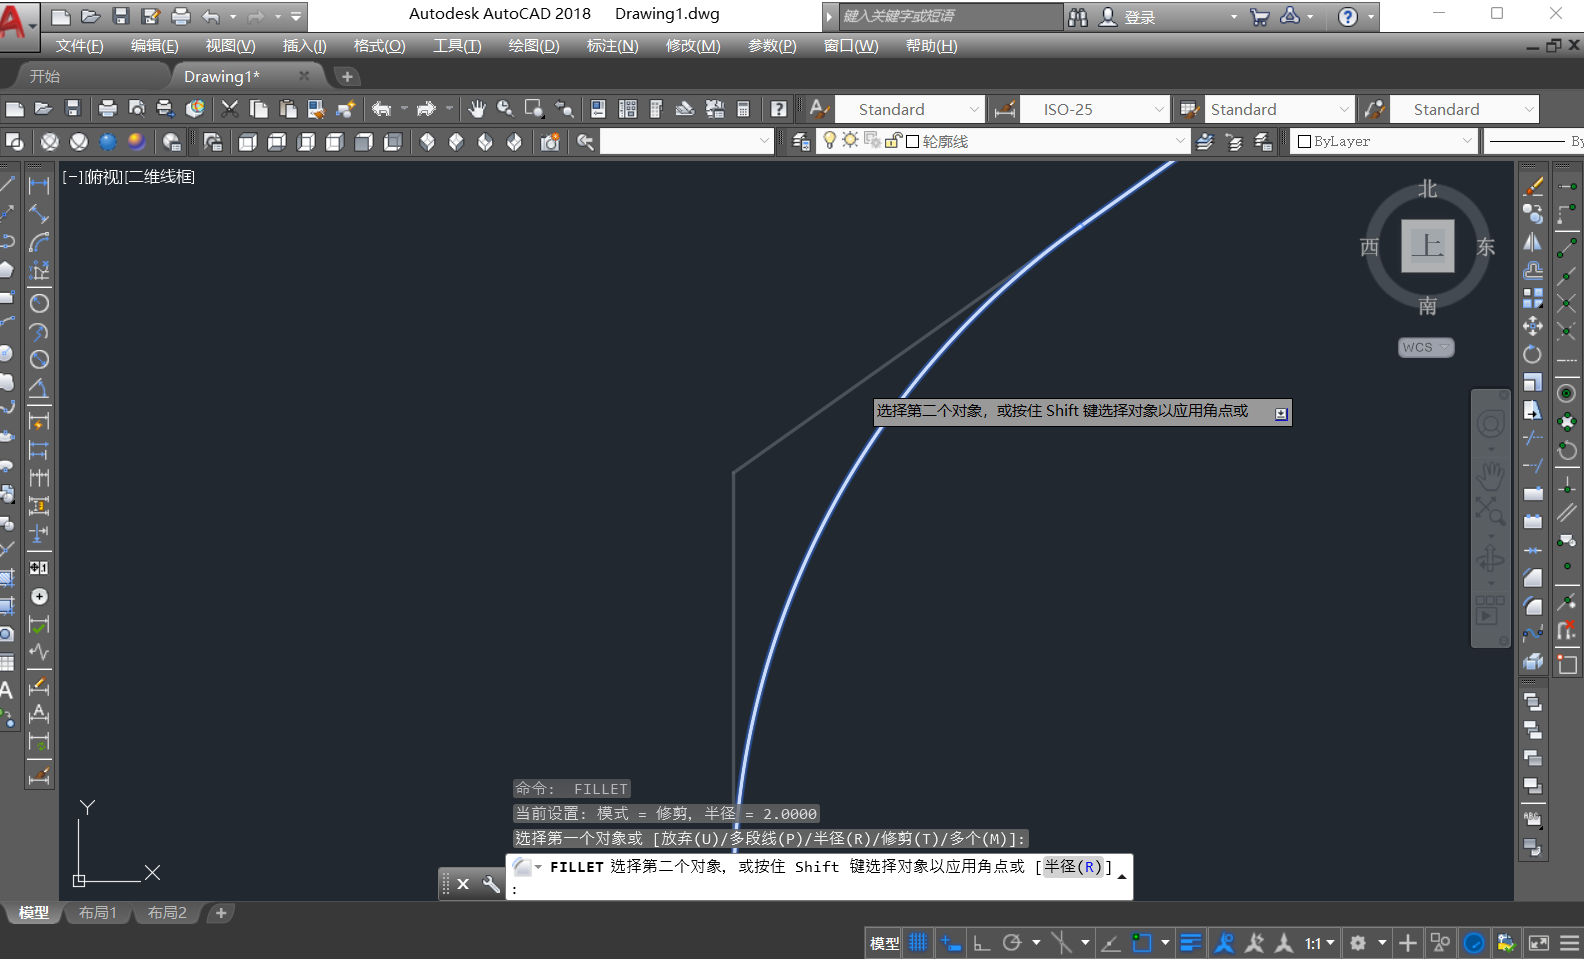 Autodesk AutoCAD 2018 Drawing1.dwg
键入关键字或短语
登录
文件(F) 编辑(E) 视图(V) 插入(I) 格式(O) 工具(T) 绘图(D) 标注(N) 修改(M) 参数(P) 窗口(W) 帮助(H)
开始 Drawing1*
Standard ISO-25 Standard Standard
轮廓线 ByLayer By
[−][俯视][二维线框]
北
西 上 东
南
WCS
选择第二个对象，或按住 Shift 键选择对象以应用角点或
命令: FILLET
当前设置: 模式 = 修剪, 半径 = 2.0000
选择第一个对象或 [放弃(U)/多段线(P)/半径(R)/修剪(T)/多个(M)]:
FILLET 选择第二个对象, 或按住 Shift 键选择对象以应用角点或 [半径(R)]
:
Y
X
模型 布局1 布局2
模型 1:1